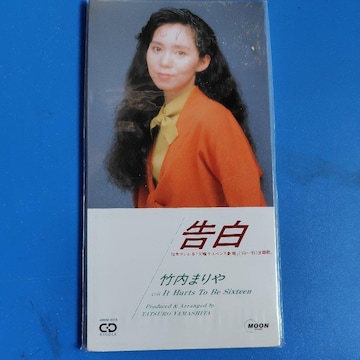 告白
竹内まりや
c/w It Hurts To Be Sixteen
Produced & Arranged by
TATSURO YAMASHITA
MOON